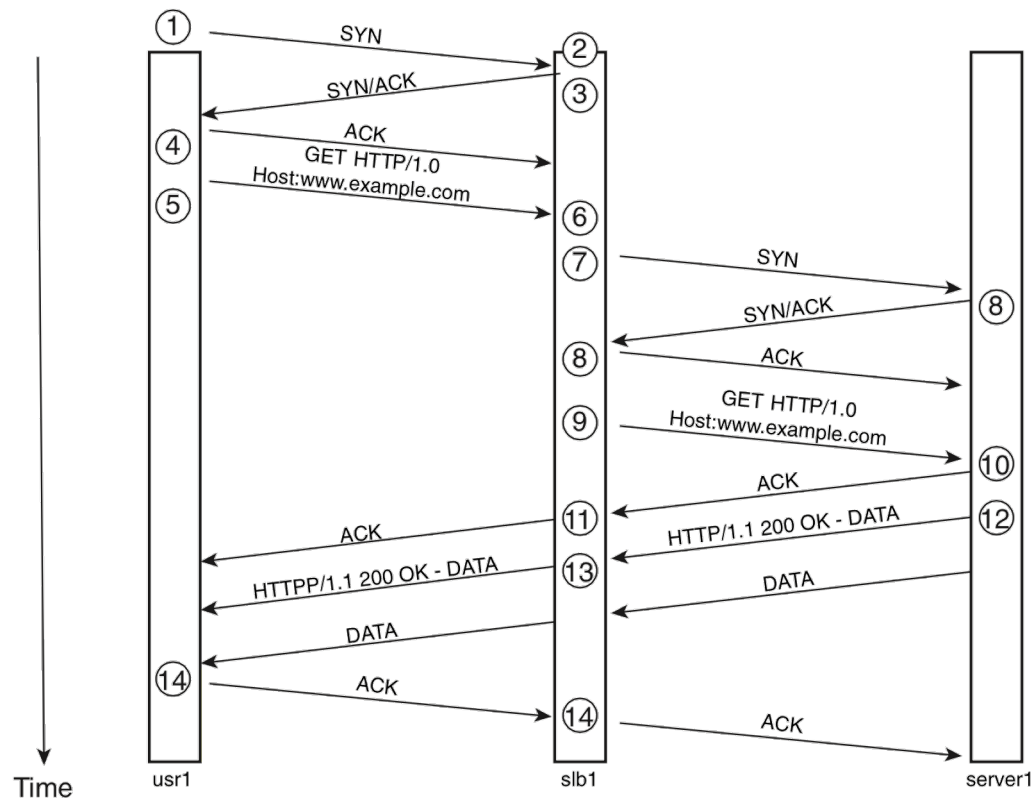 ①
SYN
②
SYN/ACK
③
④
ACK
GET HTTP/1.0
Host:www.example.com
⑤
⑥
⑦
SYN
⑧
SYN/ACK
⑧
ACK
⑨
GET HTTP/1.0
Host:www.example.com
⑩
ACK
⑪
ACK
⑫
HTTP/1.1 200 OK - DATA
⑬
HTTPP/1.1 200 OK - DATA
DATA
DATA
⑭
ACK
⑭
ACK
Time
usr1
slb1
server1